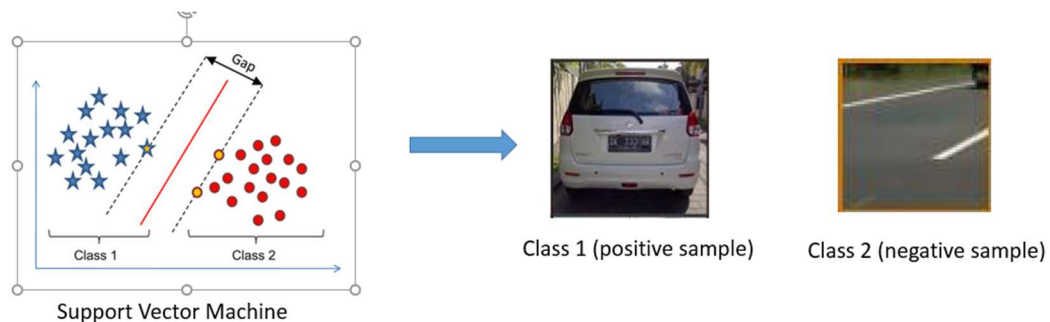 Gap
Class 1
Class 2
Support Vector Machine
Class 1 (positive sample)
Class 2 (negative sample)